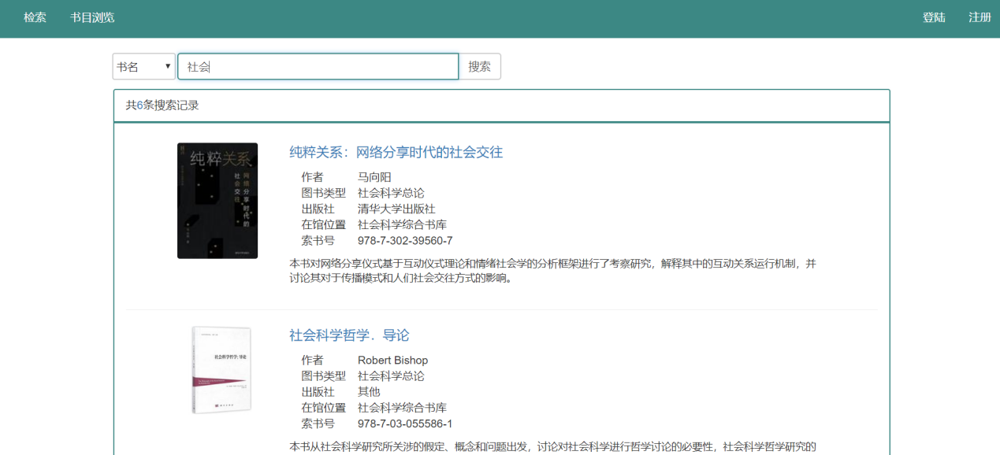 检索 书目浏览 登陆 注册
书名 社会 搜索
共6条搜索记录
纯粹关系
网络分享时代的
社会交往
纯粹关系：网络分享时代的社会交往
作者 马向阳
图书类型 社会科学总论
出版社 清华大学出版社
在馆位置 社会科学综合书库
索书号 978-7-302-39560-7
本书对网络分享仪式基于互动仪式理论和情绪社会学的分析框架进行了考察研究，解释其中的互动关系运行机制，并
讨论其对于传播模式和人们社会交往方式的影响。
社会科学哲学：导论
社会科学哲学．导论
作者 Robert Bishop
图书类型 社会科学总论
出版社 其他
在馆位置 社会科学综合书库
索书号 978-7-03-055586-1
本书从社会科学研究所关涉的假定、概念和问题出发，讨论对社会科学进行哲学讨论的必要性，社会科学哲学研究的